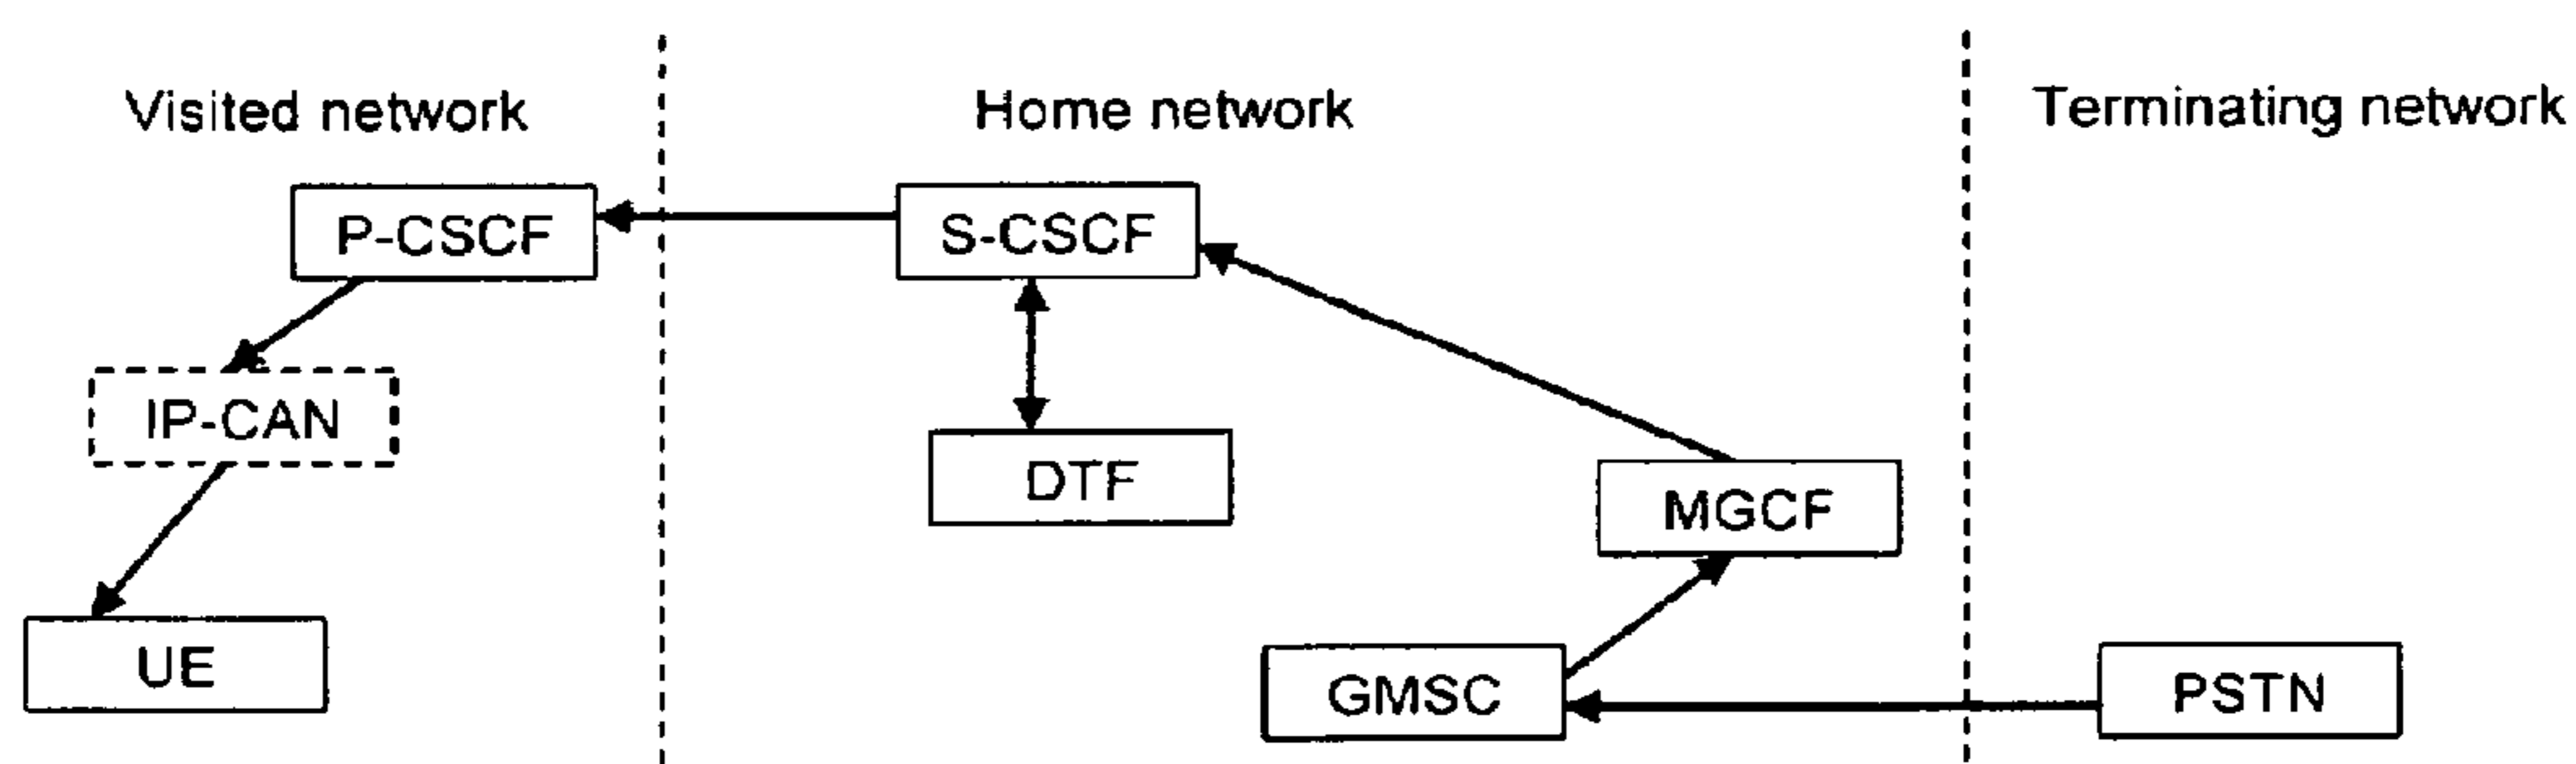 Visited network
Home network
Terminating network
P-CSCF
S-CSCF
IP-CAN
DTF
MGCF
UE
GMSC
PSTN